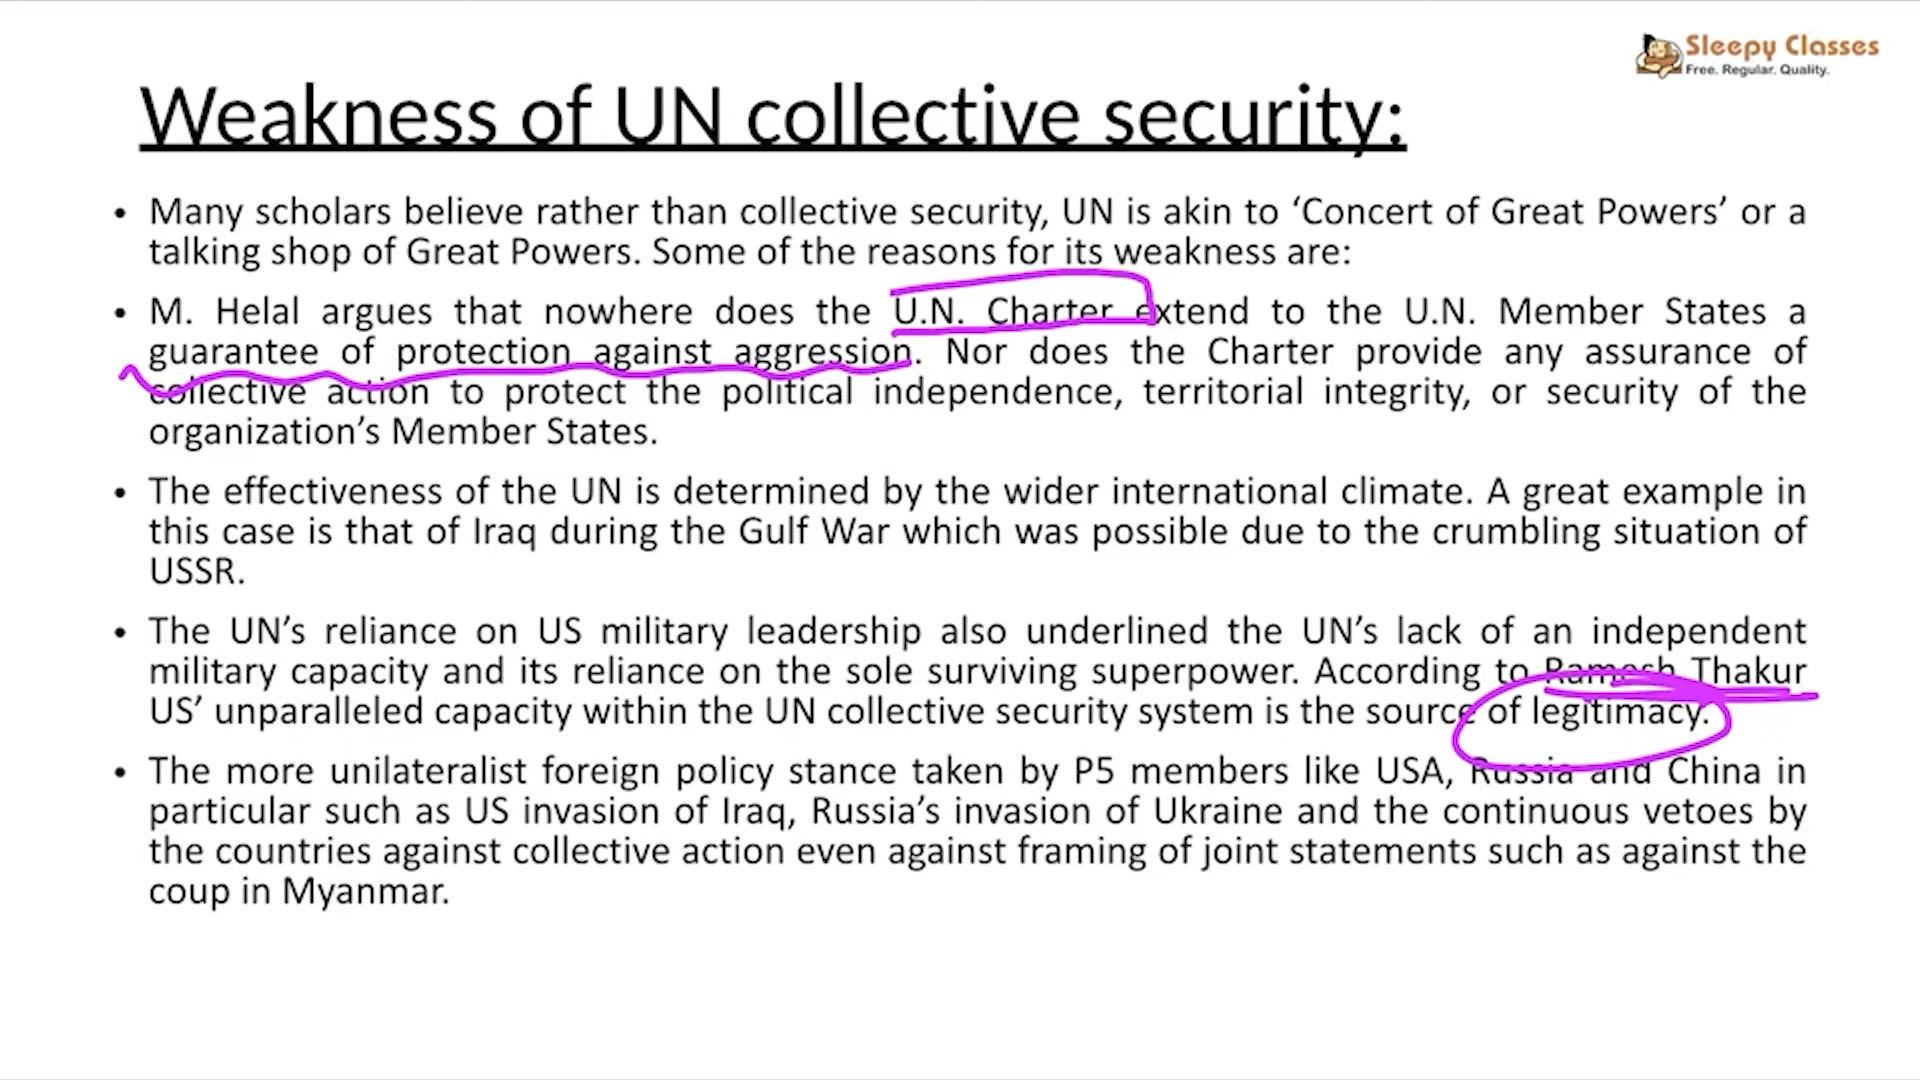 Sleepy Classes
Free. Regular. Quality.
Weakness of UN collective security:
• Many scholars believe rather than collective security, UN is akin to ‘Concert of Great Powers’ or a
talking shop of Great Powers. Some of the reasons for its weakness are:
• M. Helal argues that nowhere does the U.N. Charter extend to the U.N. Member States a
guarantee of protection against aggression. Nor does the Charter provide any assurance of
collective action to protect the political independence, territorial integrity, or security of the
organization’s Member States.
• The effectiveness of the UN is determined by the wider international climate. A great example in
this case is that of Iraq during the Gulf War which was possible due to the crumbling situation of
USSR.
• The UN’s reliance on US military leadership also underlined the UN’s lack of an independent
military capacity and its reliance on the sole surviving superpower. According to Ramesh Thakur
US’ unparalleled capacity within the UN collective security system is the source of legitimacy.
• The more unilateralist foreign policy stance taken by P5 members like USA, Russia and China in
particular such as US invasion of Iraq, Russia’s invasion of Ukraine and the continuous vetoes by
the countries against collective action even against framing of joint statements such as against the
coup in Myanmar.